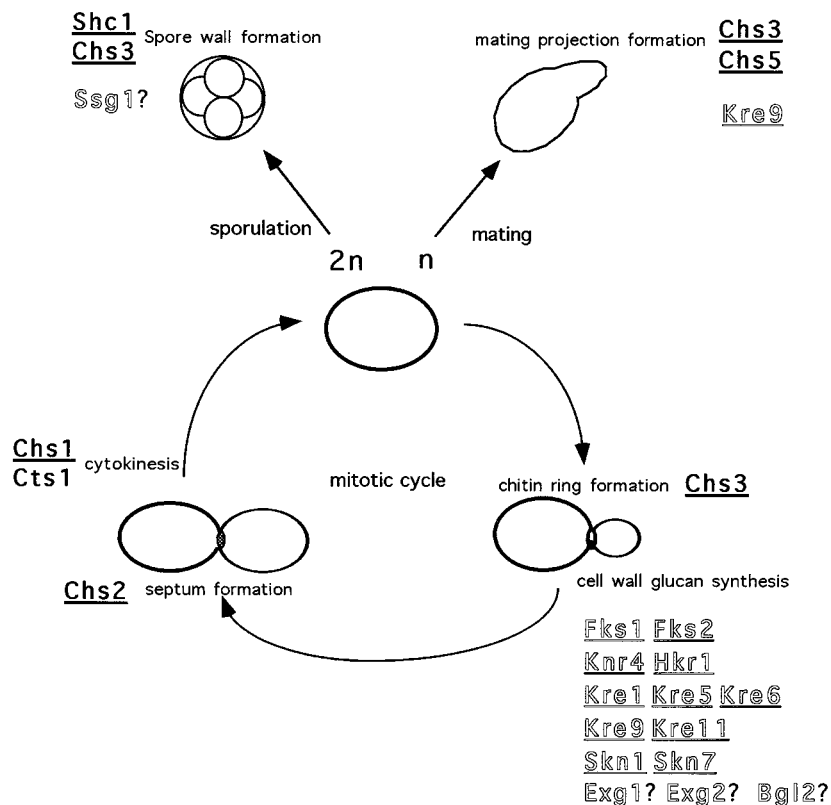 Shc1 Spore wall formation
Chs3
Ssg1?
mating projection formation Chs3
Chs5
Kre9
sporulation
mating
2n n
Chs1 cytokinesis
Cts1
mitotic cycle
chitin ring formation Chs3
Chs2 septum formation
cell wall glucan synthesis
Fks1 Fks2
Knr4 Hkr1
Kre1 Kre5 Kre6
Kre9 Kre11
Skn1 Skn7
Exg1? Exg2? Bgl2?